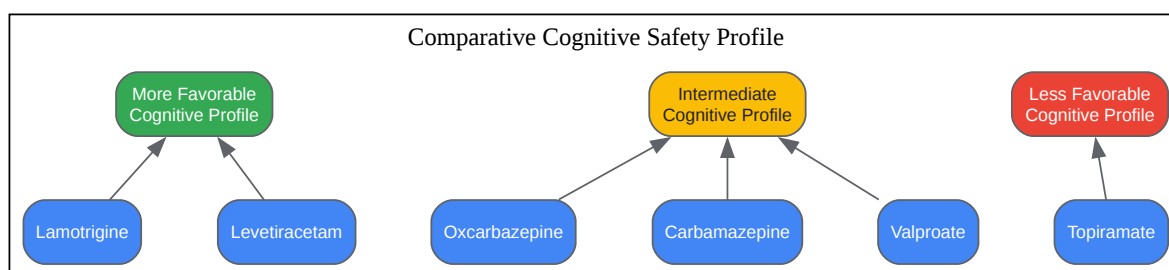 Comparative Cognitive Safety Profile
More Favorable
Cognitive Profile
Intermediate
Cognitive Profile
Less Favorable
Cognitive Profile
Lamotrigine
Levetiracetam
Oxcarbazepine
Carbamazepine
Valproate
Topiramate